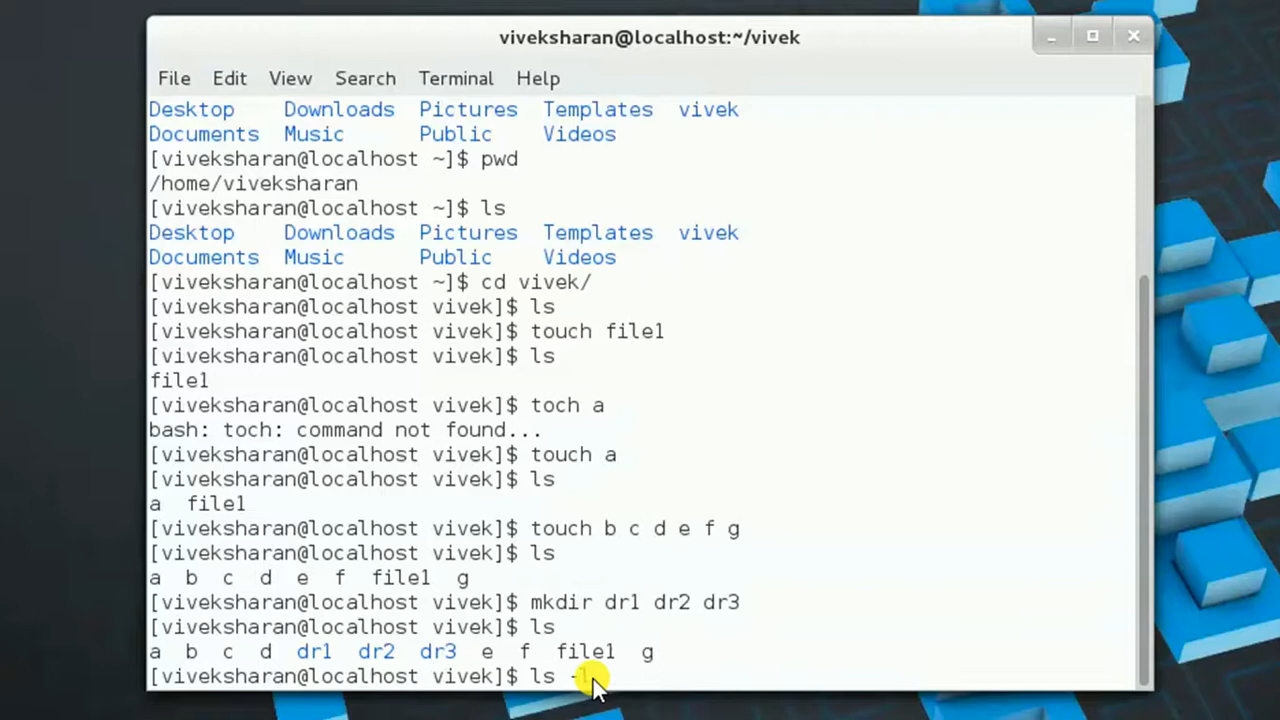 viveksharan@localhost:~/vivek
File Edit View Search Terminal Help
Desktop Downloads Pictures Templates vivek
Documents Music Public Videos
[viveksharan@localhost ~]$ pwd
/home/viveksharan
[viveksharan@localhost ~]$ ls
Desktop Downloads Pictures Templates vivek
Documents Music Public Videos
[viveksharan@localhost ~]$ cd vivek/
[viveksharan@localhost vivek]$ ls
[viveksharan@localhost vivek]$ touch file1
[viveksharan@localhost vivek]$ ls
file1
[viveksharan@localhost vivek]$ toch a
bash: toch: command not found...
[viveksharan@localhost vivek]$ touch a
[viveksharan@localhost vivek]$ ls
a file1
[viveksharan@localhost vivek]$ touch b c d e f g
[viveksharan@localhost vivek]$ ls
a b c d e f file1 g
[viveksharan@localhost vivek]$ mkdir dr1 dr2 dr3
[viveksharan@localhost vivek]$ ls
a b c d dr1 dr2 dr3 e f file1 g
[viveksharan@localhost vivek]$ ls -l